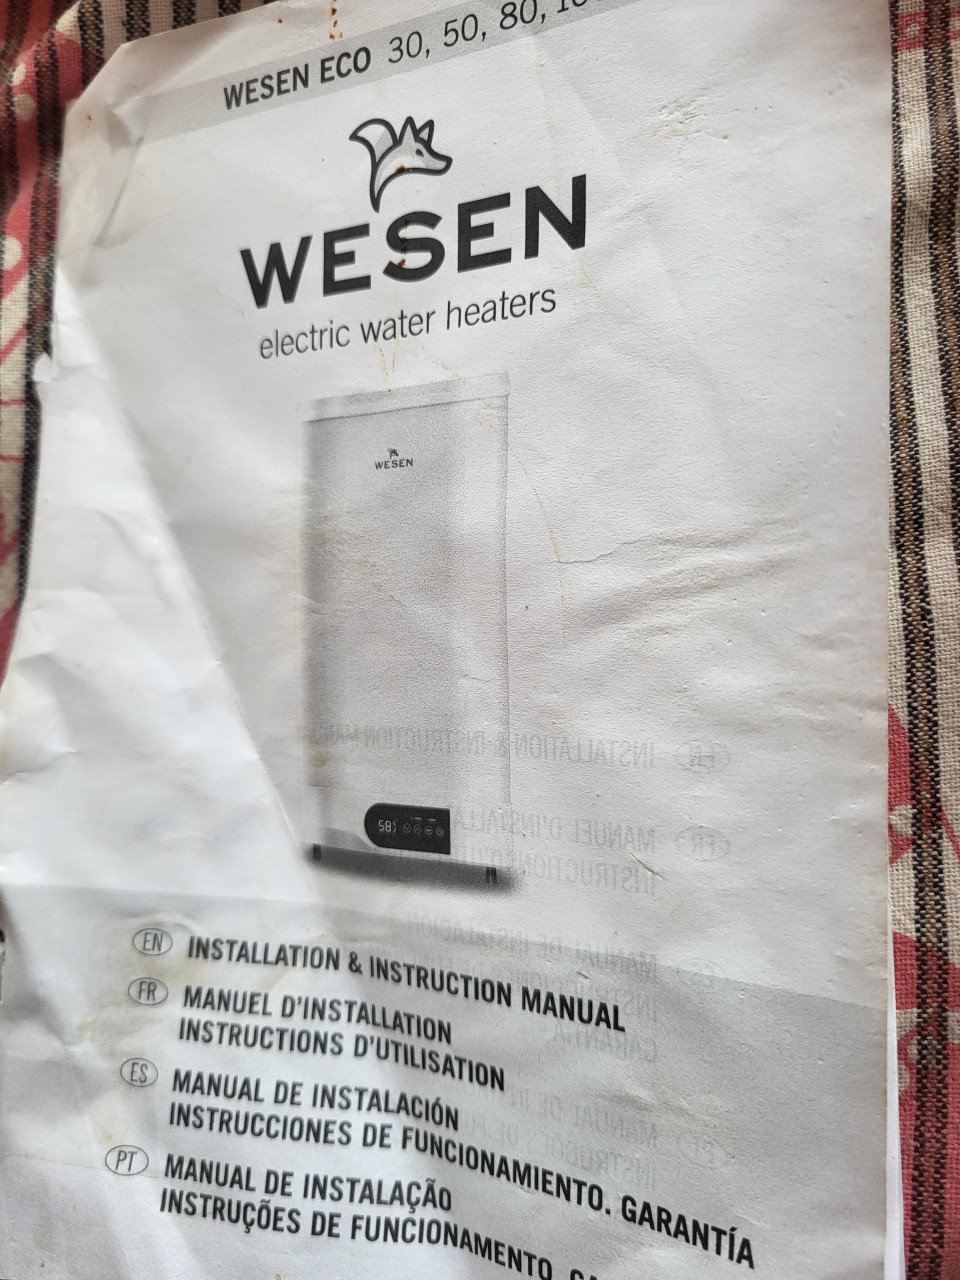 WESEN ECO 30, 50, 80,
WESEN
electric water heaters
WESEN
58
EN INSTALLATION & INSTRUCTION MANUAL
FR MANUEL D'INSTALLATION
INSTRUCTIONS D'UTILISATION
ES MANUAL DE INSTALACIÓN
INSTRUCCIONES DE FUNCIONAMIENTO. GARANTÍA
PT MANUAL DE INSTALAÇÃO
INSTRUÇÕES DE FUNCIONAMENTO.